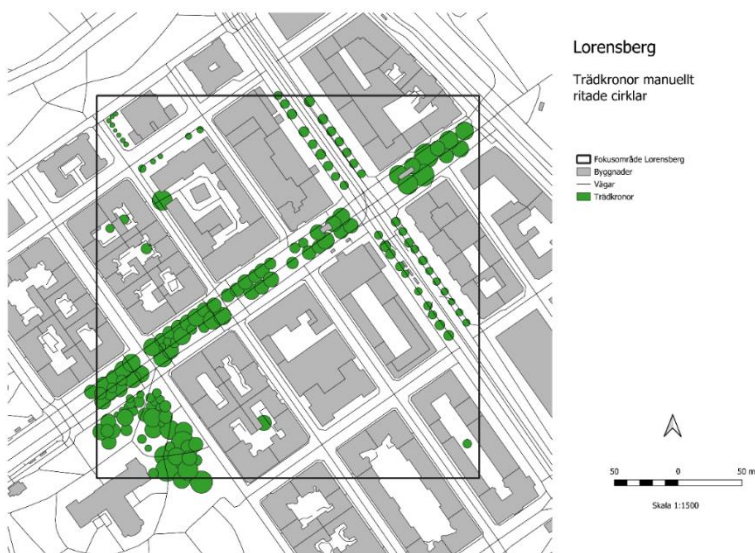 Lorensberg
Trädkronor manuellt
ritade cirklar
Fokusområde Lorensberg
Byggnader
Vägar
Trädkronor
50 0 50 m
Skala 1:1500